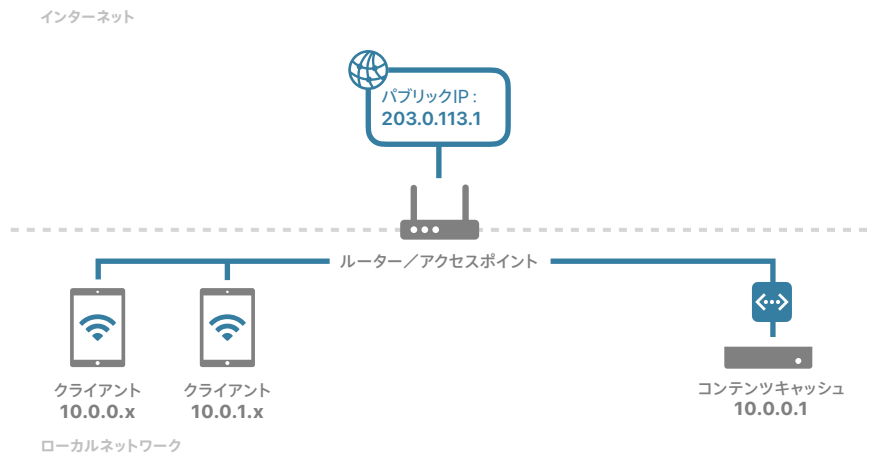 インターネット
パブリックIP：
203.0.113.1
ルーター／アクセスポイント
クライアント
10.0.0.x
クライアント
10.0.1.x
コンテンツキャッシュ
10.0.0.1
ローカルネットワーク